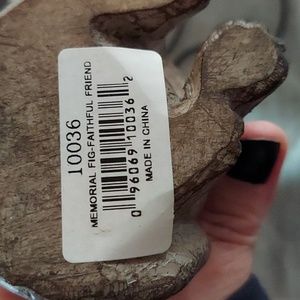 10036
MEMORIAL FIG-FAITHFUL FRIEND
0 96069 10036 2
MADE IN CHINA